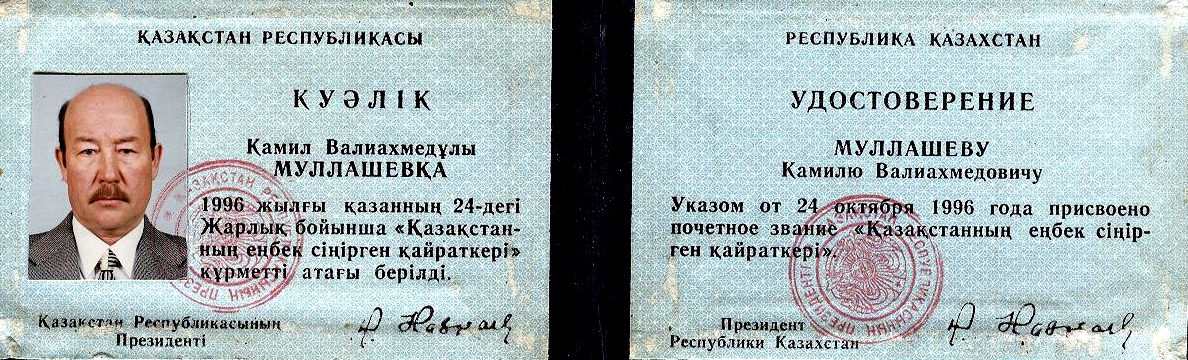 ҚАЗАҚСТАН РЕСПУБЛИКАСЫ
КУӘЛІК
Камил Валиахмедұлы
МУЛЛАШЕВҚА
1996 жылғы қазанның 24-дегі
Жарлық бойынша «Қазақстан-
ның еңбек сіңірген қайраткері»
құрметті атағы берілді.
Қазақстан Республикасының
Президенті
РЕСПУБЛИКА КАЗАХСТАН
УДОСТОВЕРЕНИЕ
МУЛЛАШЕВУ
Камилю Валиахмедовичу
Указом от 24 октября 1996 года присвоено
почетное звание «Қазақстанның еңбек сіңір-
ген қайраткері».
Президент
Республики Казахстан